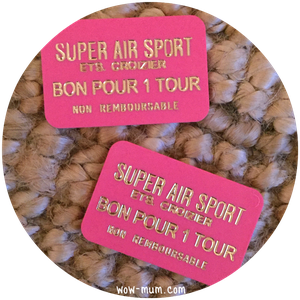 SUPER AIR SPORT
ETS. CROZIER
BON POUR 1 TOUR
NON REMBOURSABLE
SUPER AIR SPORT
ETS CROZIER
BON POUR 1 TOUR
NON REMBOURSABLE
wow-mum.com